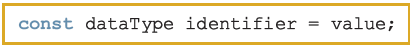 const dataType identifier = value;